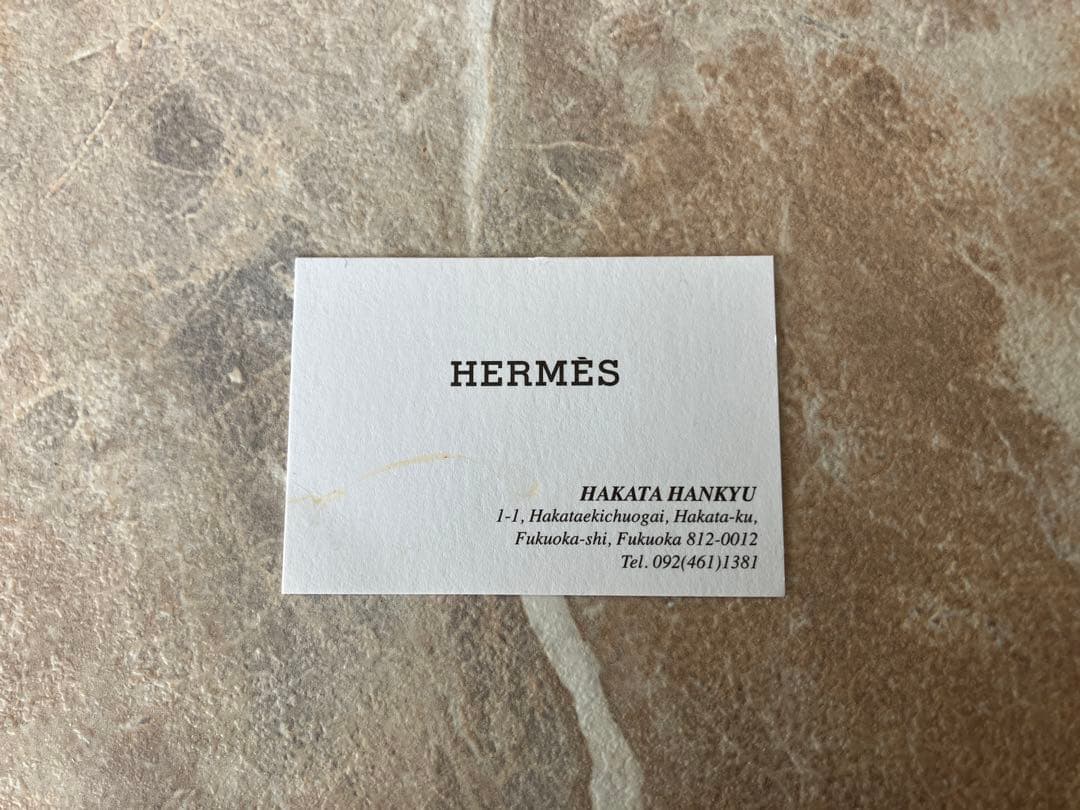 HERMÈS
HAKATA HANKYU
1-1, Hakataekichuogai, Hakata-ku,
Fukuoka-shi, Fukuoka 812-0012
Tel. 092(461)1381